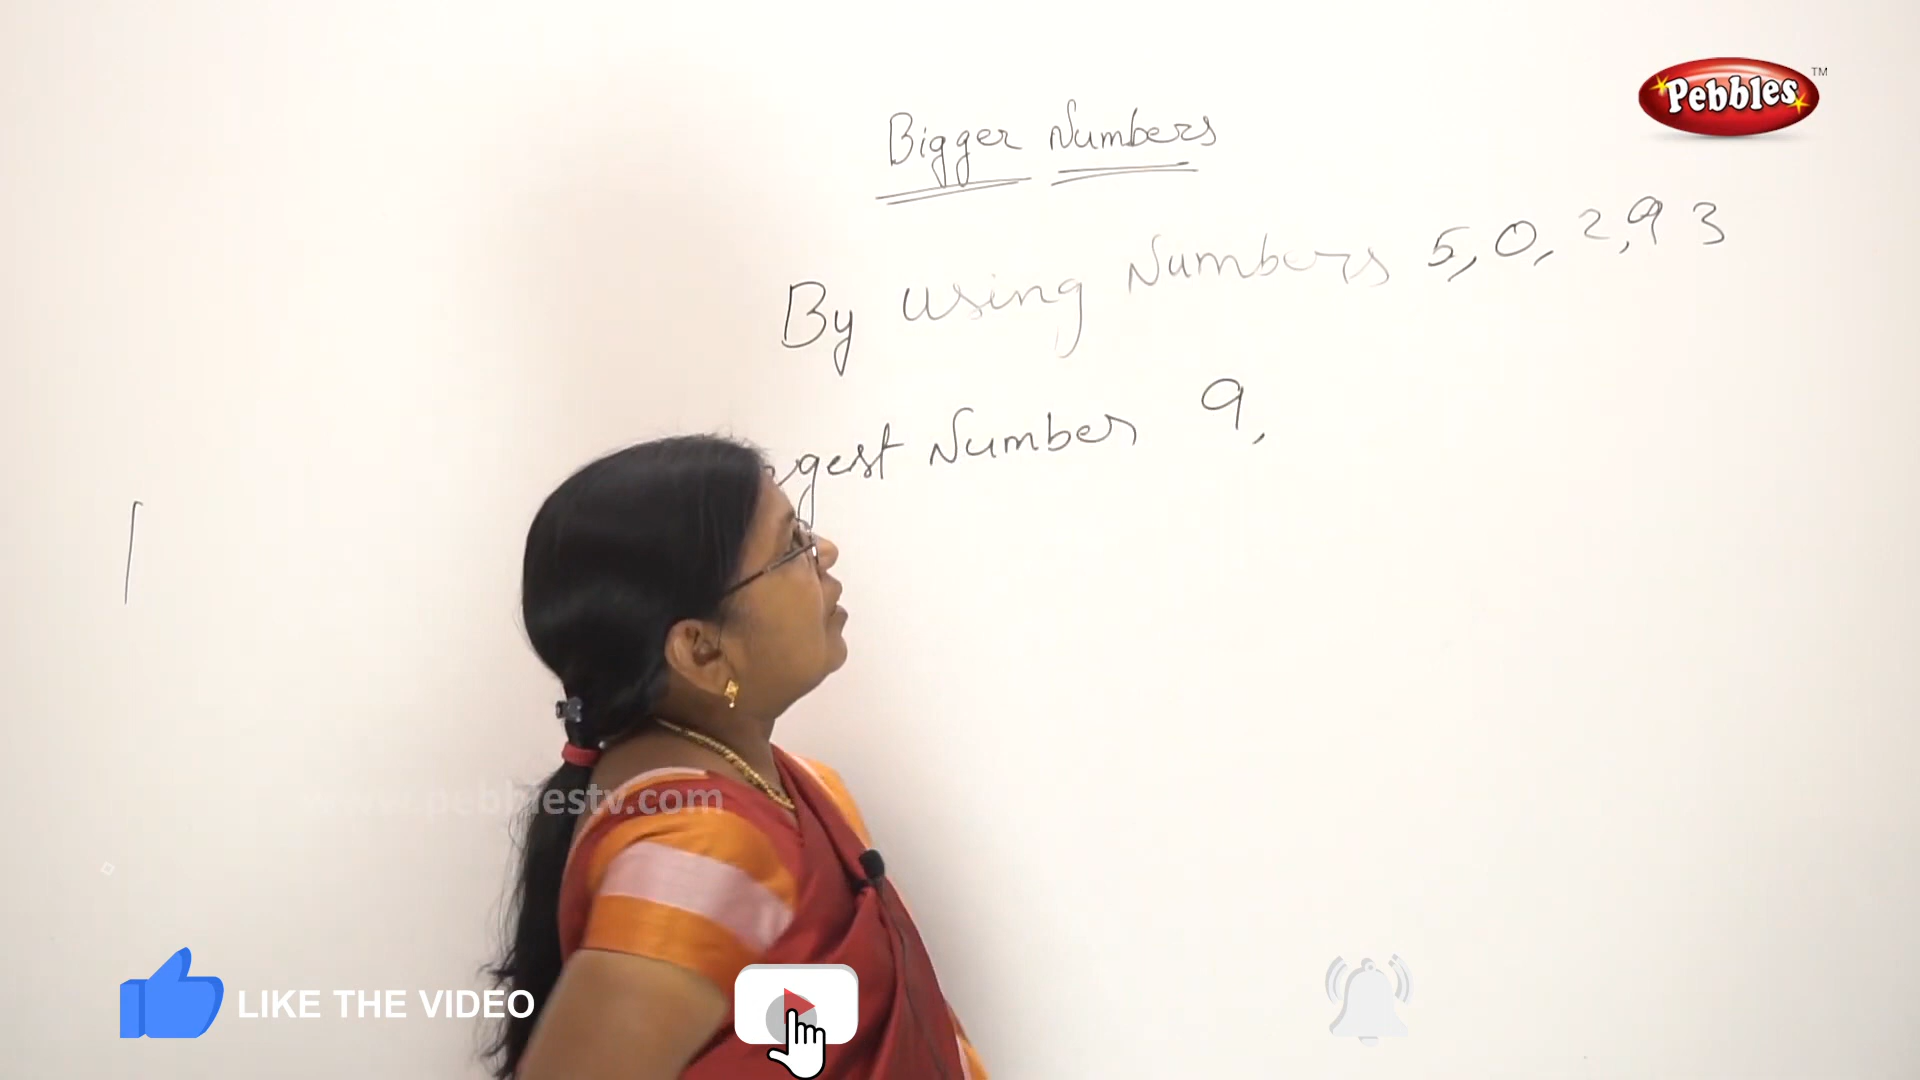 Pebbles TM
Bigger Numbers
By using Numbers 5, 0, 2, 9 3
Number 9,
www.pebblestv.com
LIKE THE VIDEO